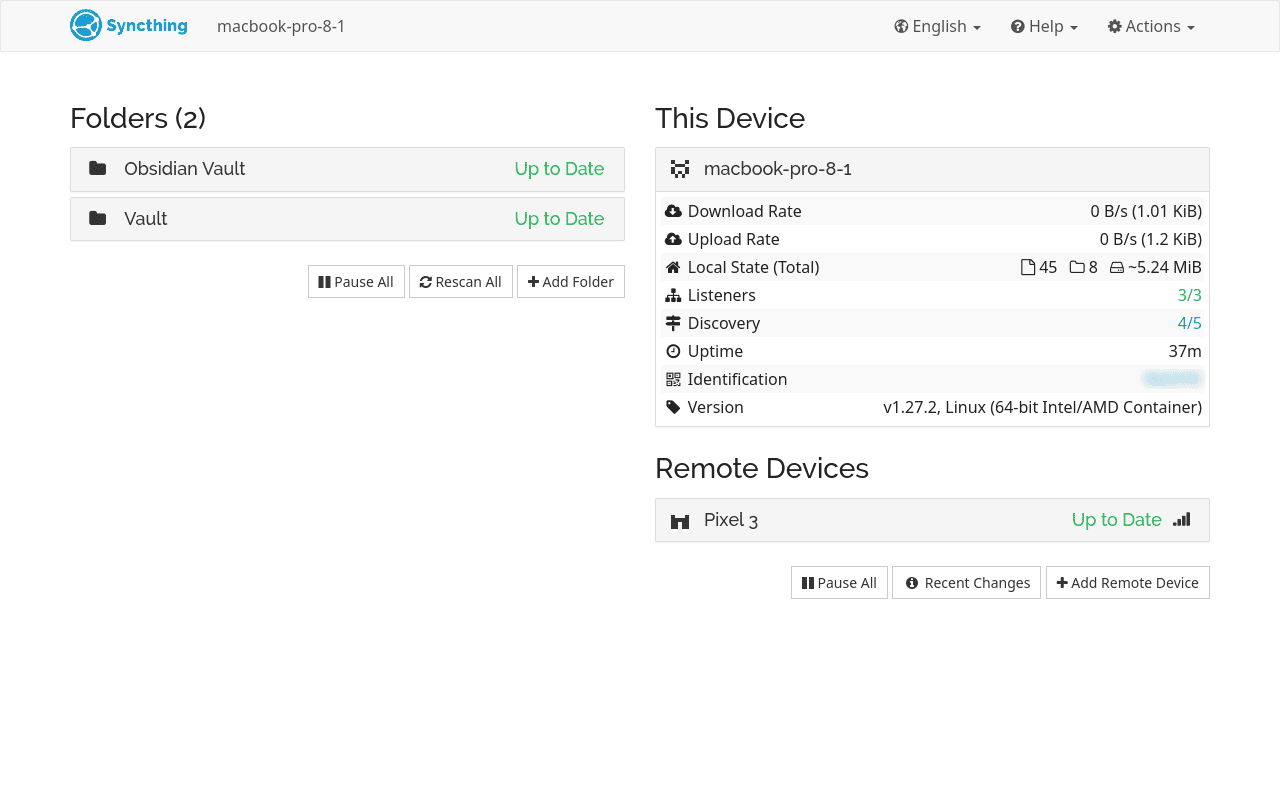 Syncthing macbook-pro-8-1 English Help Actions
Folders (2)
Obsidian Vault Up to Date
Vault Up to Date
Pause All Rescan All Add Folder
This Device
macbook-pro-8-1
Download Rate 0 B/s (1.01 KiB)
Upload Rate 0 B/s (1.2 KiB)
Local State (Total) 45 8 ~5.24 MiB
Listeners 3/3
Discovery 4/5
Uptime 37m
Identification
Version v1.27.2, Linux (64-bit Intel/AMD Container)
Remote Devices
Pixel 3 Up to Date
Pause All Recent Changes Add Remote Device